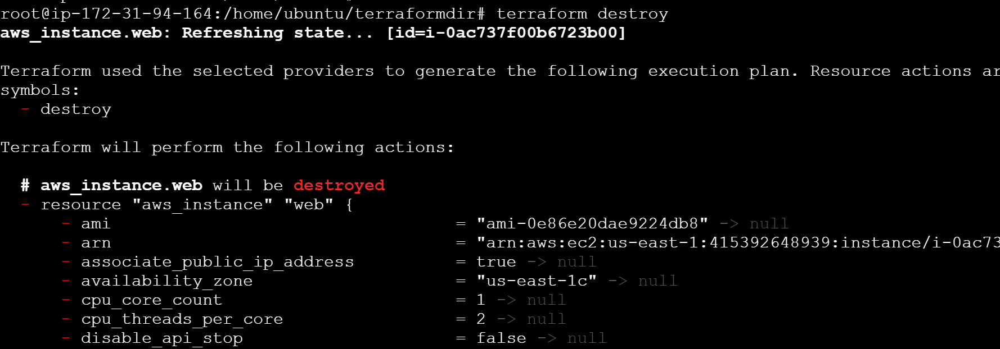 root@ip-172-31-94-164:/home/ubuntu/terraformdir# terraform destroy
aws_instance.web: Refreshing state... [id=i-0ac737f00b6723b00]
Terraform used the selected providers to generate the following execution plan. Resource actions ar
symbols:
- destroy
Terraform will perform the following actions:
# aws_instance.web will be destroyed
- resource "aws_instance" "web" {
- ami = "ami-0e86e20dae9224db8" -> null
- arn = "arn:aws:ec2:us-east-1:415392648939:instance/i-0ac73
- associate_public_ip_address = true -> null
- availability_zone = "us-east-1c" -> null
- cpu_core_count = 1 -> null
- cpu_threads_per_core = 2 -> null
- disable_api_stop = false -> null